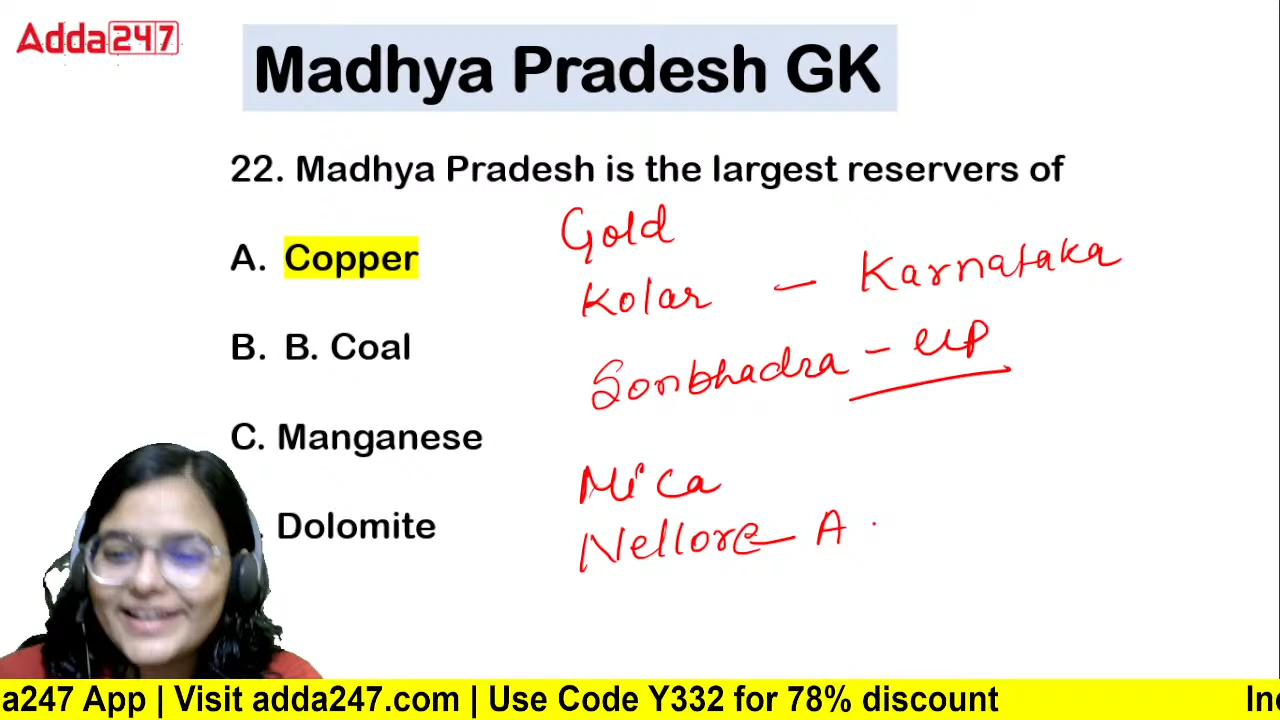 Adda247
Madhya Pradesh GK
22. Madhya Pradesh is the largest reservers of
A. Copper
B. B. Coal
C. Manganese
. Dolomite
Gold
Kolar - Karnataka
Sonbhadra - UP
Mica
Nellore - A
a247 App | Visit adda247.com | Use Code Y332 for 78% discount